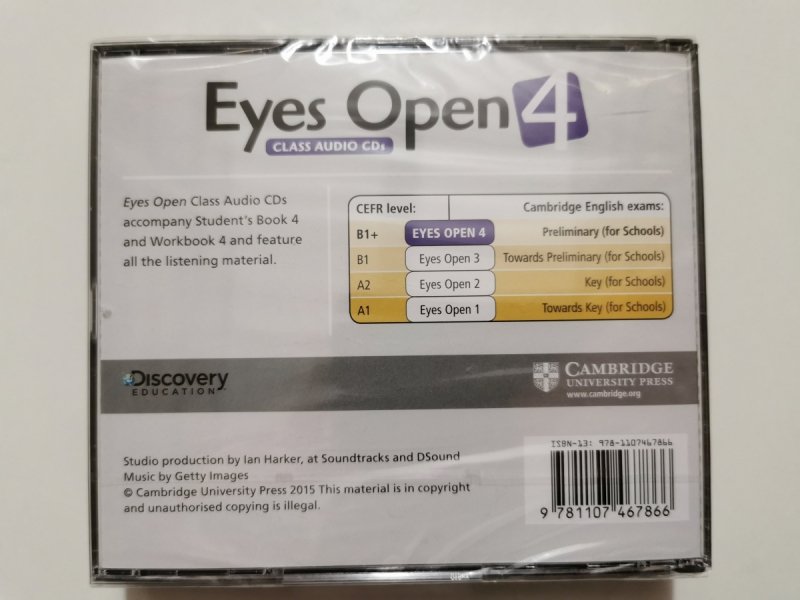 Eyes Open 4
CLASS AUDIO CDs
Eyes Open Class Audio CDs
accompany Student's Book 4
and Workbook 4 and feature
all the listening material.
CEFR level: Cambridge English exams:
B1+ EYES OPEN 4 Preliminary (for Schools)
B1 Eyes Open 3 Towards Preliminary (for Schools)
A2 Eyes Open 2 Key (for Schools)
A1 Eyes Open 1 Towards Key (for Schools)
Discovery
EDUCATION™
CAMBRIDGE
UNIVERSITY PRESS
www.cambridge.org
Studio production by Ian Harker, at Soundtracks and DSound
Music by Getty Images
© Cambridge University Press 2015 This material is in copyright
and unauthorised copying is illegal.
ISBN-13: 978-1107467866
9 781107 467866